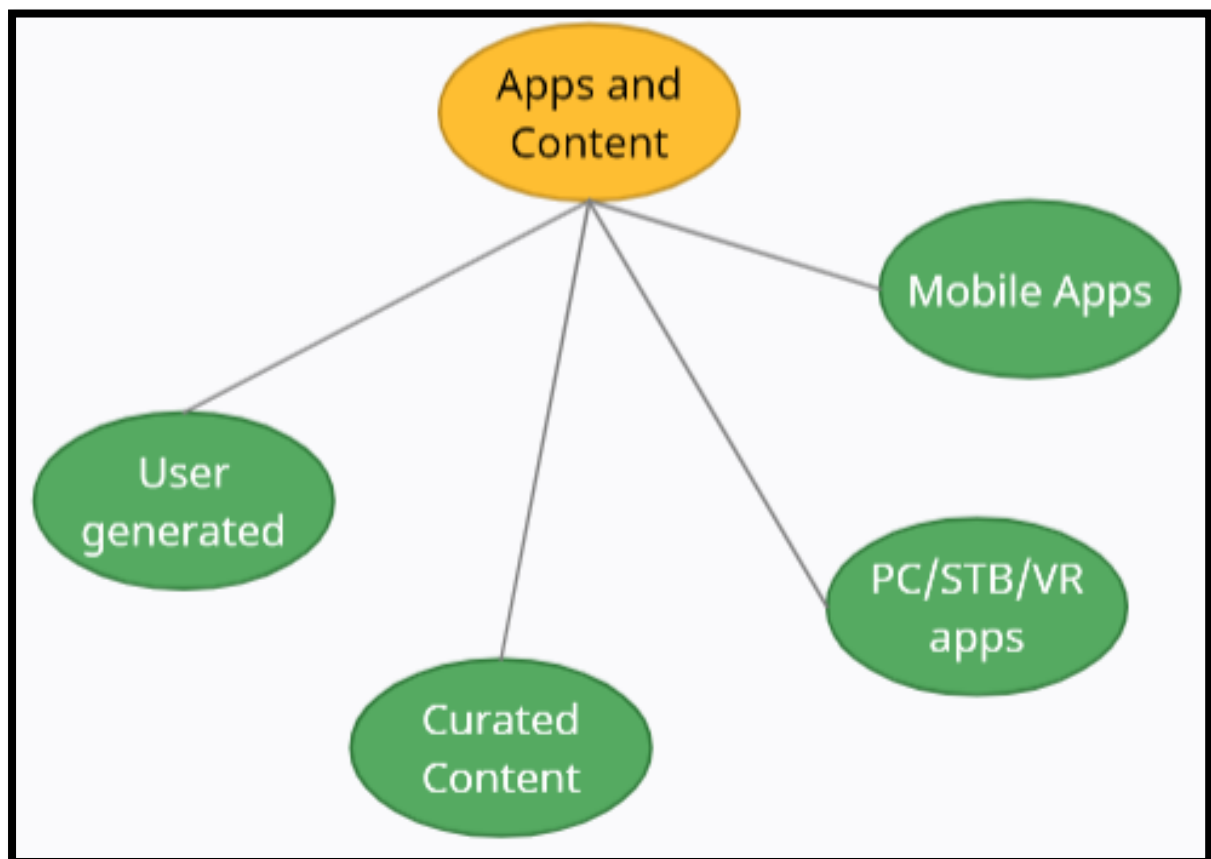 Apps and
Content
Mobile Apps
User
generated
PC/STB/VR
apps
Curated
Content